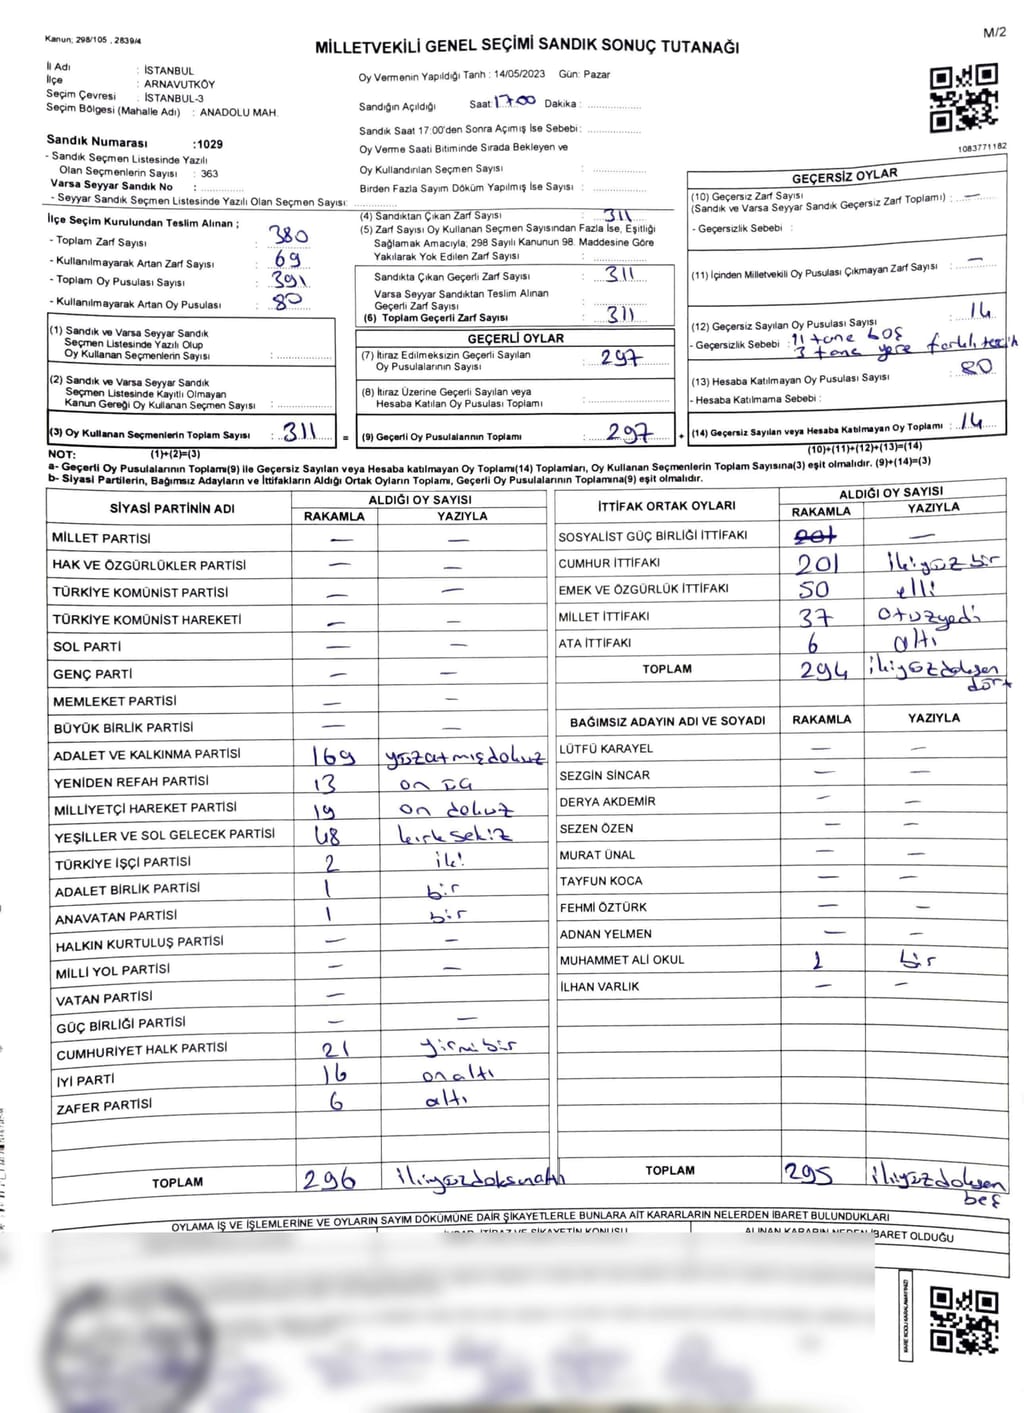 Kanun; 298/105 , 2839/4
M/2
MİLLETVEKİLİ GENEL SEÇİMİ SANDIK SONUÇ TUTANAĞI
İl Adı : İSTANBUL
İlçe : ARNAVUTKÖY
Seçim Çevresi : İSTANBUL-3
Seçim Bölgesi (Mahalle Adı) : ANADOLU MAH.
Oy Vermenin Yapıldığı Tarih : 14/05/2023 Gün: Pazar
Sandığın Açıldığı Saat: 17:00 Dakika : ..............
Sandık Saat 17:00'den Sonra Açılmış İse Sebebi: ..............
Oy Verme Saati Bitiminde Sırada Bekleyen ve
Oy Kullandırılan Seçmen Sayısı : ..............
Birden Fazla Sayım Döküm Yapılmış İse Sayısı : ..............
1083771182
Sandık Numarası :1029
- Sandık Seçmen Listesinde Yazılı
Olan Seçmenlerin Sayısı : 363
Varsa Seyyar Sandık No : ..............
- Seyyar Sandık Seçmen Listesinde Yazılı Olan Seçmen Sayısı: ..............
İlçe Seçim Kurulundan Teslim Alınan ;
- Toplam Zarf Sayısı : 380
- Kullanılmayarak Artan Zarf Sayısı : 69
- Toplam Oy Pusulası Sayısı : 391
- Kullanılmayarak Artan Oy Pusulası : 80
(1) Sandık ve Varsa Seyyar Sandık
Seçmen Listesinde Yazılı Olup
Oy Kullanan Seçmenlerin Sayısı : ..............
(2) Sandık ve Varsa Seyyar Sandık
Seçmen Listesinde Kayıtlı Olmayan
Kanun Gereği Oy Kullanan Seçmen Sayısı : ..............
(3) Oy Kullanan Seçmenlerin Toplam Sayısı : 311 =
(1)+(2)=(3)
(4) Sandıktan Çıkan Zarf Sayısı : 311
(5) Zarf Sayısı Oy Kullanan Seçmen Sayısından Fazla İse, Eşitliği
Sağlamak Amacıyla, 298 Sayılı Kanunun 98. Maddesine Göre
Yakılarak Yok Edilen Zarf Sayısı : ..............
Sandıkta Çıkan Geçerli Zarf Sayısı : 311
Varsa Seyyar Sandıktan Teslim Alınan
Geçerli Zarf Sayısı : ..............
(6) Toplam Geçerli Zarf Sayısı : 311
GEÇERLİ OYLAR
(7) İtiraz Edilmeksizin Geçerli Sayılan
Oy Pusulalarının Sayısı : 297
(8) İtiraz Üzerine Geçerli Sayılan veya
Hesaba Katılan Oy Pusulası Toplamı : ..............
(9) Geçerli Oy Pusulalarının Toplamı : 297 +
GEÇERSİZ OYLAR
(10) Geçersiz Zarf Sayısı
(Sandık ve Varsa Seyyar Sandık Geçersiz Zarf Toplamı) : —
- Geçersizlik Sebebi :
(11) İçinden Milletvekili Oy Pusulası Çıkmayan Zarf Sayısı : —
(12) Geçersiz Sayılan Oy Pusulası Sayısı : 14
- Geçersizlik Sebebi : 11 tane boş
3 tane yere farklı tercih
(13) Hesaba Katılmayan Oy Pusulası Sayısı : 80
- Hesaba Katılmama Sebebi :
(14) Geçersiz Sayılan veya Hesaba Katılmayan Oy Toplamı : 14
(10)+(11)+(12)+(13)=(14)
NOT:
a- Geçerli Oy Pusulalarının Toplamı(9) ile Geçersiz Sayılan veya Hesaba katılmayan Oy Toplamı(14) Toplamları, Oy Kullanan Seçmenlerin Toplam Sayısına(3) eşit olmalıdır. (9)+(14)=(3)
b- Siyasi Partilerin, Bağımsız Adayların ve İttifakların Aldığı Ortak Oyların Toplamı, Geçerli Oy Pusulalarının Toplamına(9) eşit olmalıdır.
SİYASİ PARTİNİN ADI ALDIĞI OY SAYISI
RAKAMLA YAZIYLA
MİLLET PARTİSİ — —
HAK VE ÖZGÜRLÜKLER PARTİSİ — —
TÜRKİYE KOMÜNİST PARTİSİ — —
TÜRKİYE KOMÜNİST HAREKETİ — —
SOL PARTİ — —
GENÇ PARTİ — —
MEMLEKET PARTİSİ — —
BÜYÜK BİRLİK PARTİSİ — —
ADALET VE KALKINMA PARTİSİ 169 yüzatmışdokuz
YENİDEN REFAH PARTİSİ 13 on üç
MİLLİYETÇİ HAREKET PARTİSİ 19 on dokuz
YEŞİLLER VE SOL GELECEK PARTİSİ 48 kırksekiz
TÜRKİYE İŞÇİ PARTİSİ 2 iki
ADALET BİRLİK PARTİSİ 1 bir
ANAVATAN PARTİSİ 1 bir
HALKIN KURTULUŞ PARTİSİ — —
MİLLİ YOL PARTİSİ — —
VATAN PARTİSİ —
GÜÇ BİRLİĞİ PARTİSİ — —
CUMHURİYET HALK PARTİSİ 21 yirmibir
İYİ PARTİ 16 onaltı
ZAFER PARTİSİ 6 altı
TOPLAM 296 ikiyüzdoksanaltı
İTTİFAK ORTAK OYLARI ALDIĞI OY SAYISI
RAKAMLA YAZIYLA
SOSYALİST GÜÇ BİRLİĞİ İTTİFAKI 201 —
CUMHUR İTTİFAKI 201 ikiyüz bir
EMEK VE ÖZGÜRLÜK İTTİFAKI 50 elli
MİLLET İTTİFAKI 37 otuzyedi
ATA İTTİFAKI 6 altı
TOPLAM 294 ikiyüzdoksan
dört
BAĞIMSIZ ADAYIN ADI VE SOYADI RAKAMLA YAZIYLA
LÜTFÜ KARAYEL — —
SEZGİN SİNCAR — —
DERYA AKDEMİR — —
SEZEN ÖZEN — —
MURAT ÜNAL — —
TAYFUN KOCA — —
FEHMİ ÖZTÜRK — —
ADNAN YELMEN — —
MUHAMMET ALİ OKUL 1 bir
İLHAN VARLIK — —
TOPLAM 295 ikiyüzdoksan
beş
OYLAMA İŞ VE İŞLEMLERİNE VE OYLARIN SAYIM DÖKÜMÜNE DAİR ŞİKAYETLERLE BUNLARA AİT KARARLARIN NELERDEN İBARET BULUNDUKLARI
ALINAN KARARIN NEDEN İBARET OLDUĞU
KARE KODU KARALAMAYINIZ!